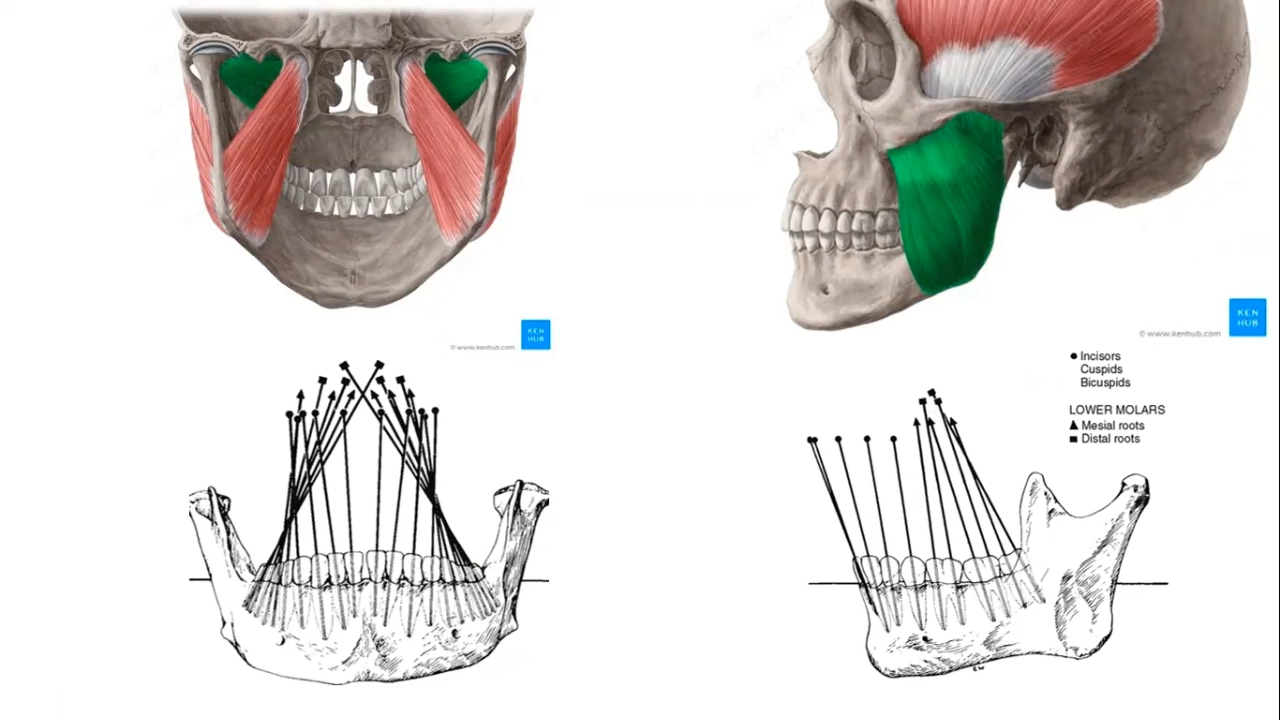 KEN
HUB
© www.kenhub.com
KEN
HUB
© www.kenhub.com
● Incisors
Cuspids
Bicuspids
LOWER MOLARS
▲ Mesial roots
■ Distal roots